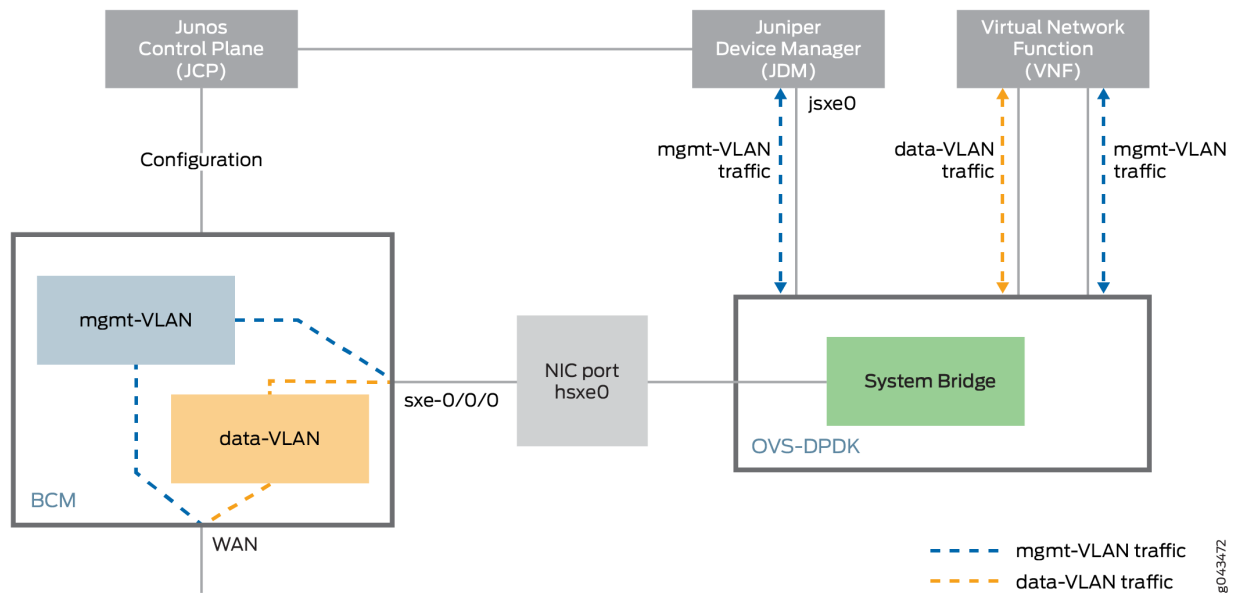 Junos
Control Plane
(JCP)
Juniper
Device Manager
(JDM)
Virtual Network
Function
(VNF)
jsxe0
Configuration
mgmt-VLAN
traffic
data-VLAN
traffic
mgmt-VLAN
traffic
mgmt-VLAN
data-VLAN
BCM
WAN
sxe-0/0/0
NIC port
hsxe0
System Bridge
OVS-DPDK
mgmt-VLAN traffic
data-VLAN traffic
g043472